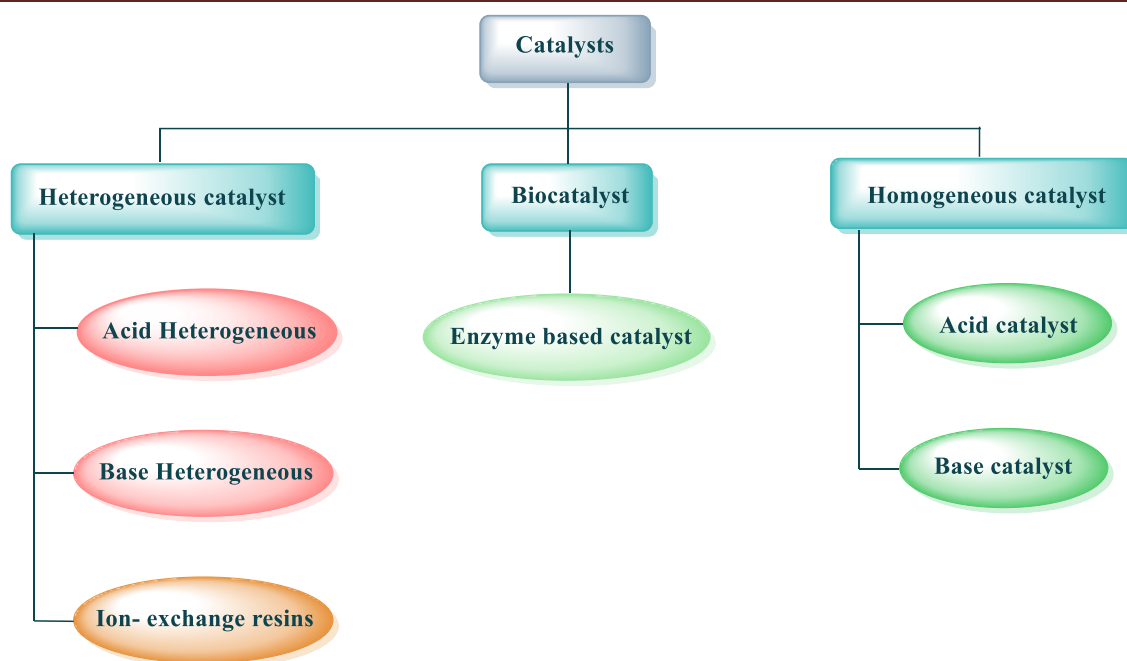 Catalysts
Heterogeneous catalyst
Biocatalyst
Homogeneous catalyst
Acid Heterogeneous
Enzyme based catalyst
Acid catalyst
Base Heterogeneous
Base catalyst
Ion- exchange resins